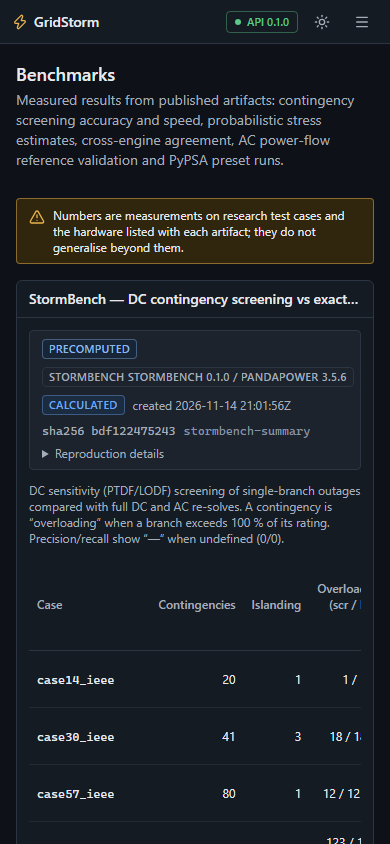 GridStorm
API 0.1.0
Benchmarks
Measured results from published artifacts: contingency
screening accuracy and speed, probabilistic stress
estimates, cross-engine agreement, AC power-flow
reference validation and PyPSA preset runs.
Numbers are measurements on research test cases and
the hardware listed with each artifact; they do not
generalise beyond them.
StormBench — DC contingency screening vs exact…
PRECOMPUTED
STORMBENCH STORMBENCH 0.1.0 / PANDAPOWER 3.5.6
CALCULATED created 2026-11-14 21:01:56Z
sha256 bdf122475243 stormbench-summary
Reproduction details
DC sensitivity (PTDF/LODF) screening of single-branch outages
compared with full DC and AC re-solves. A contingency is
“overloading” when a branch exceeds 100 % of its rating.
Precision/recall show “—” when undefined (0/0).
Case Contingencies Islanding (scr /
case14_ieee 20 1 1 /
case30_ieee 41 3 18 /
case57_ieee 80 1 12 / 12
123 /